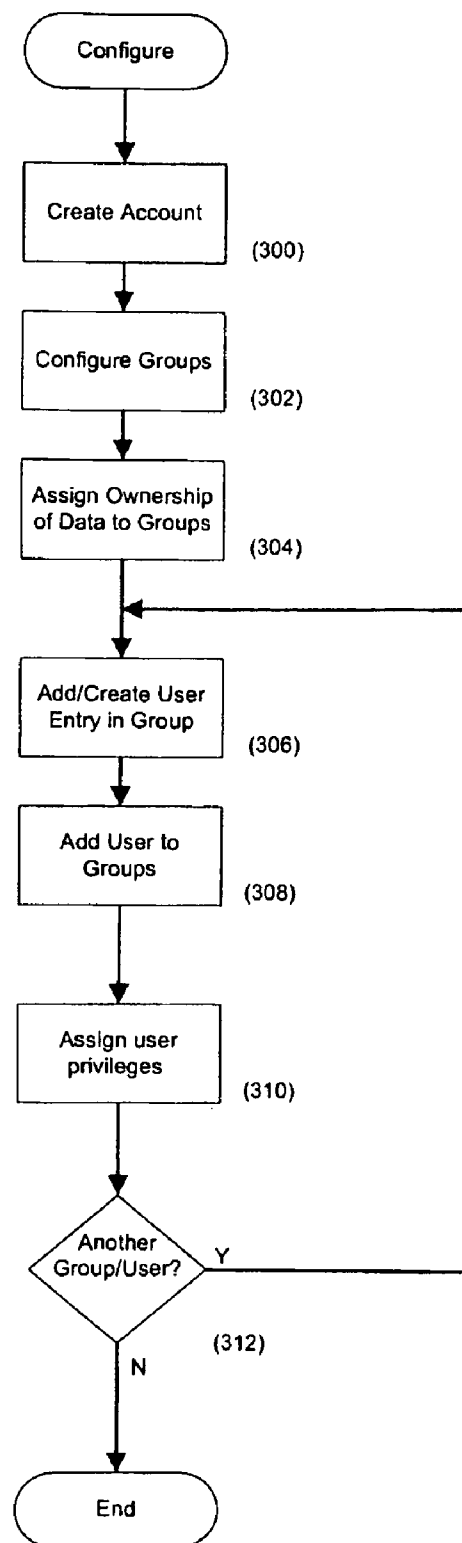 Configure
Create Account
(300)
Configure Groups
(302)
Assign Ownership
of Data to Groups
(304)
Add/Create User
Entry in Group
(306)
Add User to
Groups
(308)
Assign user
privileges
(310)
Another
Group/User?
Y
(312)
N
End